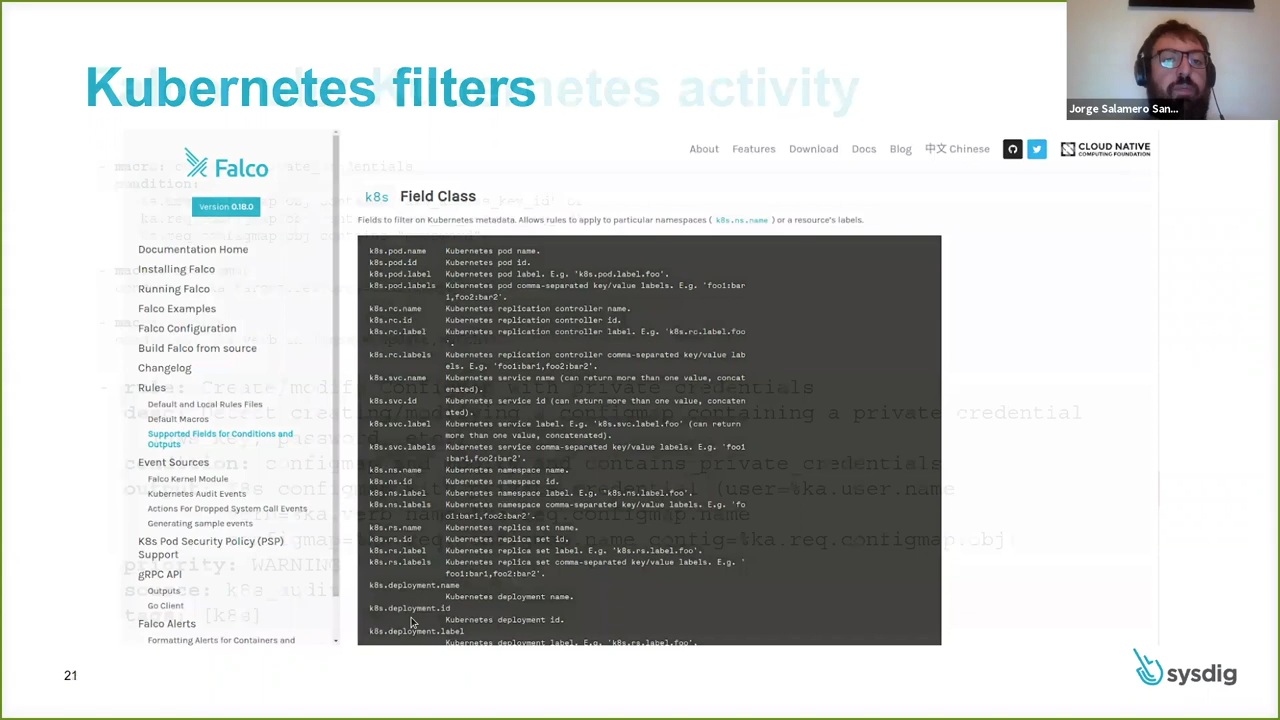 Kubernetes filters
netes activity
Jorge Salamero San...
Falco
Version 0.18.0
Documentation Home
Installing Falco
Running Falco
Falco Examples
Falco Configuration
Build Falco from source
Changelog
Rules
Default and Local Rules Files
Default Macros
Supported Fields for Conditions and
Outputs
Event Sources
Falco Kernel Module
Kubernetes Audit Events
Actions For Dropped System Call Events
Generating sample events
K8s Pod Security Policy (PSP)
Support
gRPC API
Outputs
Go Client
Falco Alerts
Formatting Alerts for Containers and
About Features Download Docs Blog 中文 Chinese
CLOUD NATIVE
COMPUTING FOUNDATION
k8s Field Class
Fields to filter on Kubernetes metadata. Allows rules to apply to particular namespaces ( k8s.ns.name ) or a resource's labels.
k8s.pod.name Kubernetes pod name.
k8s.pod.id Kubernetes pod id.
k8s.pod.label Kubernetes pod label. E.g. 'k8s.pod.label.foo'.
k8s.pod.labels Kubernetes pod comma-separated key/value labels. E.g. 'foo1:bar
1,foo2:bar2'.
k8s.rc.name Kubernetes replication controller name.
k8s.rc.id Kubernetes replication controller id.
k8s.rc.label Kubernetes replication controller label. E.g. 'k8s.rc.label.foo
'.
k8s.rc.labels Kubernetes replication controller comma-separated key/value lab
els. E.g. 'foo1:bar1,foo2:bar2'.
k8s.svc.name Kubernetes service name (can return more than one value, concat
enated).
k8s.svc.id Kubernetes service id (can return more than one value, concaten
ated).
k8s.svc.label Kubernetes service label. E.g. 'k8s.svc.label.foo' (can return
more than one value, concatenated).
k8s.svc.labels Kubernetes service comma-separated key/value labels. E.g. 'foo1
:bar1,foo2:bar2'.
k8s.ns.name Kubernetes namespace name.
k8s.ns.id Kubernetes namespace id.
k8s.ns.label Kubernetes namespace label. E.g. 'k8s.ns.label.foo'.
k8s.ns.labels Kubernetes namespace comma-separated key/value labels. E.g. 'fo
o1:bar1,foo2:bar2'.
k8s.rs.name Kubernetes replica set name.
k8s.rs.id Kubernetes replica set id.
k8s.rs.label Kubernetes replica set label. E.g. 'k8s.rs.label.foo'.
k8s.rs.labels Kubernetes replica set comma-separated key/value labels. E.g. '
foo1:bar1,foo2:bar2'.
k8s.deployment.name
Kubernetes deployment name.
k8s.deployment.id
Kubernetes deployment id.
k8s.deployment.label
Kubernetes deployment label. E.g. 'k8s.rs.label.foo'.
21
sysdig